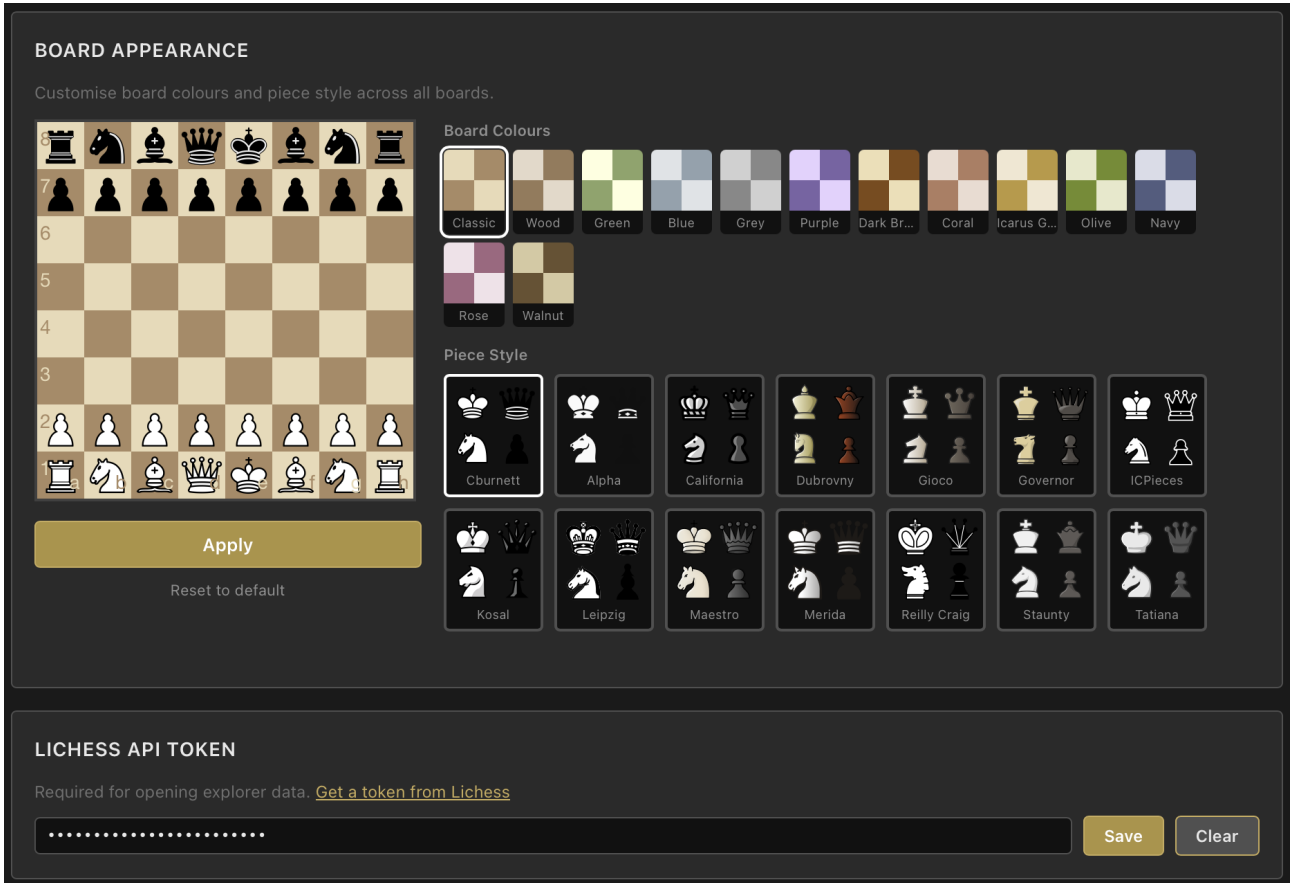 BOARD APPEARANCE
Customise board colours and piece style across all boards.
8
7
6
5
4
3
2
1 a b c d e f g h
Apply
Reset to default
Board Colours
Classic Wood Green Blue Grey Purple Dark Br... Coral Icarus G... Olive Navy
Rose Walnut
Piece Style
Cburnett Alpha California Dubrovny Gioco Governor ICPieces
Kosal Leipzig Maestro Merida Reilly Craig Staunty Tatiana
LICHESS API TOKEN
Required for opening explorer data. Get a token from Lichess
••••••••••••••••••••••••
Save Clear